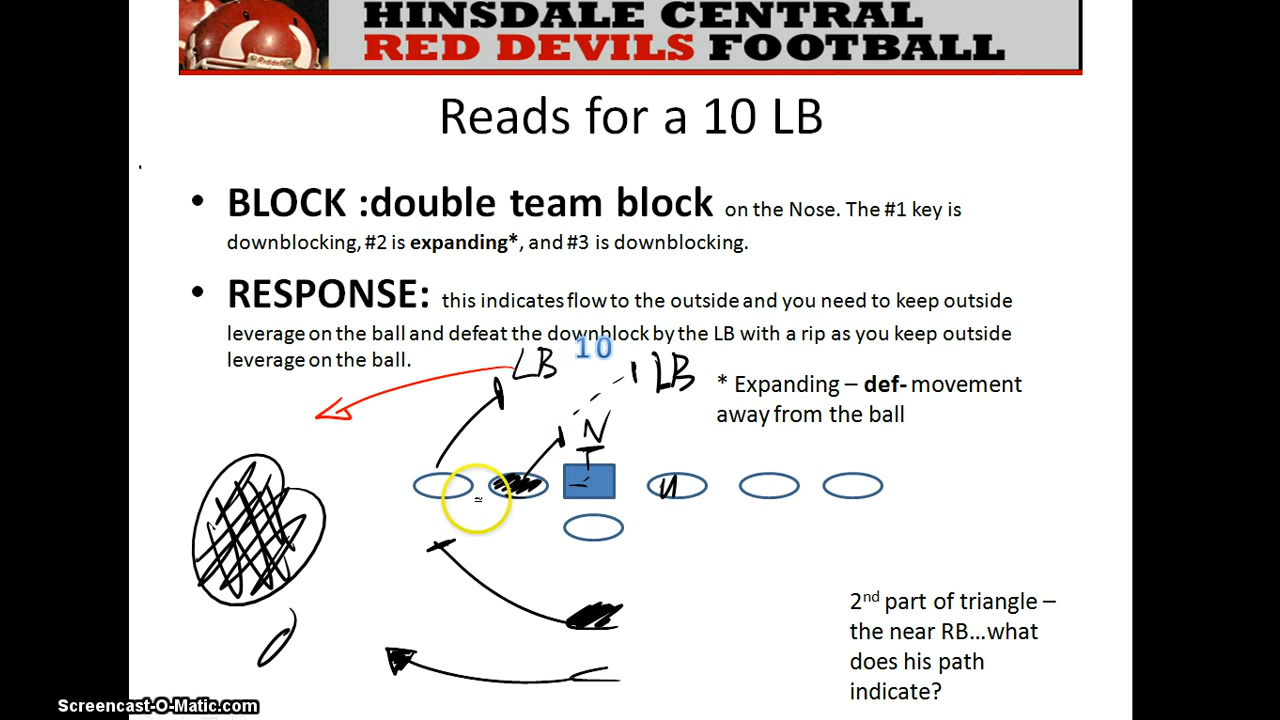 HINSDALE CENTRAL
RED DEVILS FOOTBALL
Riddell
Reads for a 10 LB
• BLOCK :double team block on the Nose. The #1 key is
downblocking, #2 is expanding*, and #3 is downblocking.
• RESPONSE: this indicates flow to the outside and you need to keep outside
leverage on the ball and defeat the downblock by the LB with a rip as you keep outside
leverage on the ball.
10
LB
LB
* Expanding – def- movement
away from the ball
N
2nd part of triangle –
the near RB...what
does his path
indicate?
Screencast-O-Matic.com